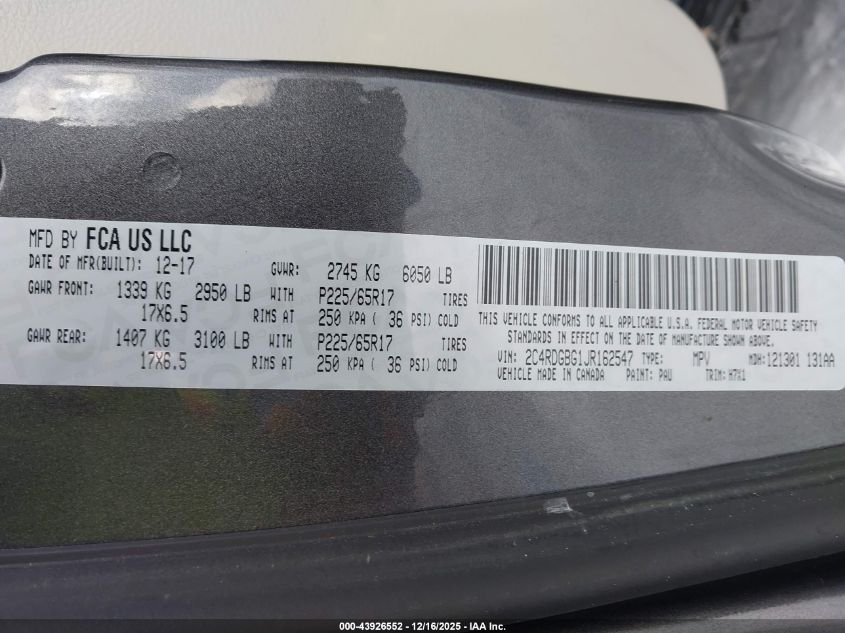 MFD BY FCA US LLC
DATE OF MFR(BUILT): 12-17 GVWR: 2745 KG 6050 LB
GAWR FRONT: 1339 KG 2950 LB WITH P225/65R17 TIRES
17X6.5 RIMS AT 250 KPA ( 36 PSI) COLD
GAWR REAR: 1407 KG 3100 LB WITH P225/65R17 TIRES
17X6.5 RIMS AT 250 KPA ( 36 PSI) COLD
THIS VEHICLE CONFORMS TO ALL APPLICABLE U.S.A. FEDERAL MOTOR VEHICLE SAFETY
STANDARDS IN EFFECT ON THE DATE OF MANUFACTURE SHOWN ABOVE.
VIN: 2C4RDGBG1JR162547 TYPE: MPV MDH: 121301 131AA
VEHICLE MADE IN CANADA PAINT: PAU TRIM: H7X1
000-43926552 - 12/16/2025 - IAA Inc.